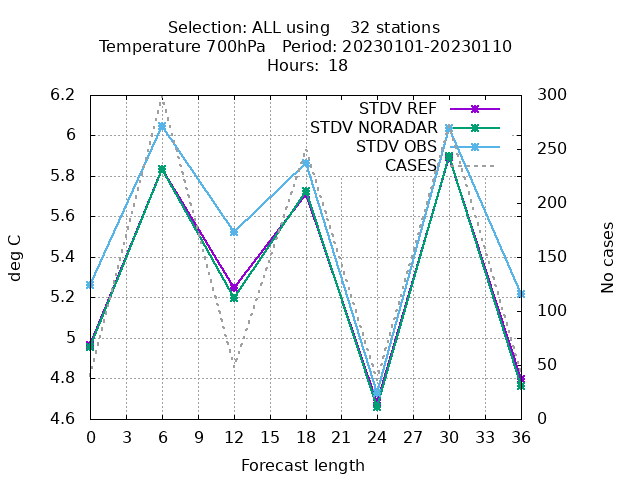 Selection: ALL using    32 stations
Temperature 700hPa   Period: 20230101-20230110
Hours:  18
STDV REF
STDV NORADAR
STDV OBS
CASES
6.2
6
5.8
5.6
5.4
5.2
5
4.8
4.6
deg C
300
250
200
150
100
50
0
No cases
0 3 6 9 12 15 18 21 24 27 30 33 36
Forecast length